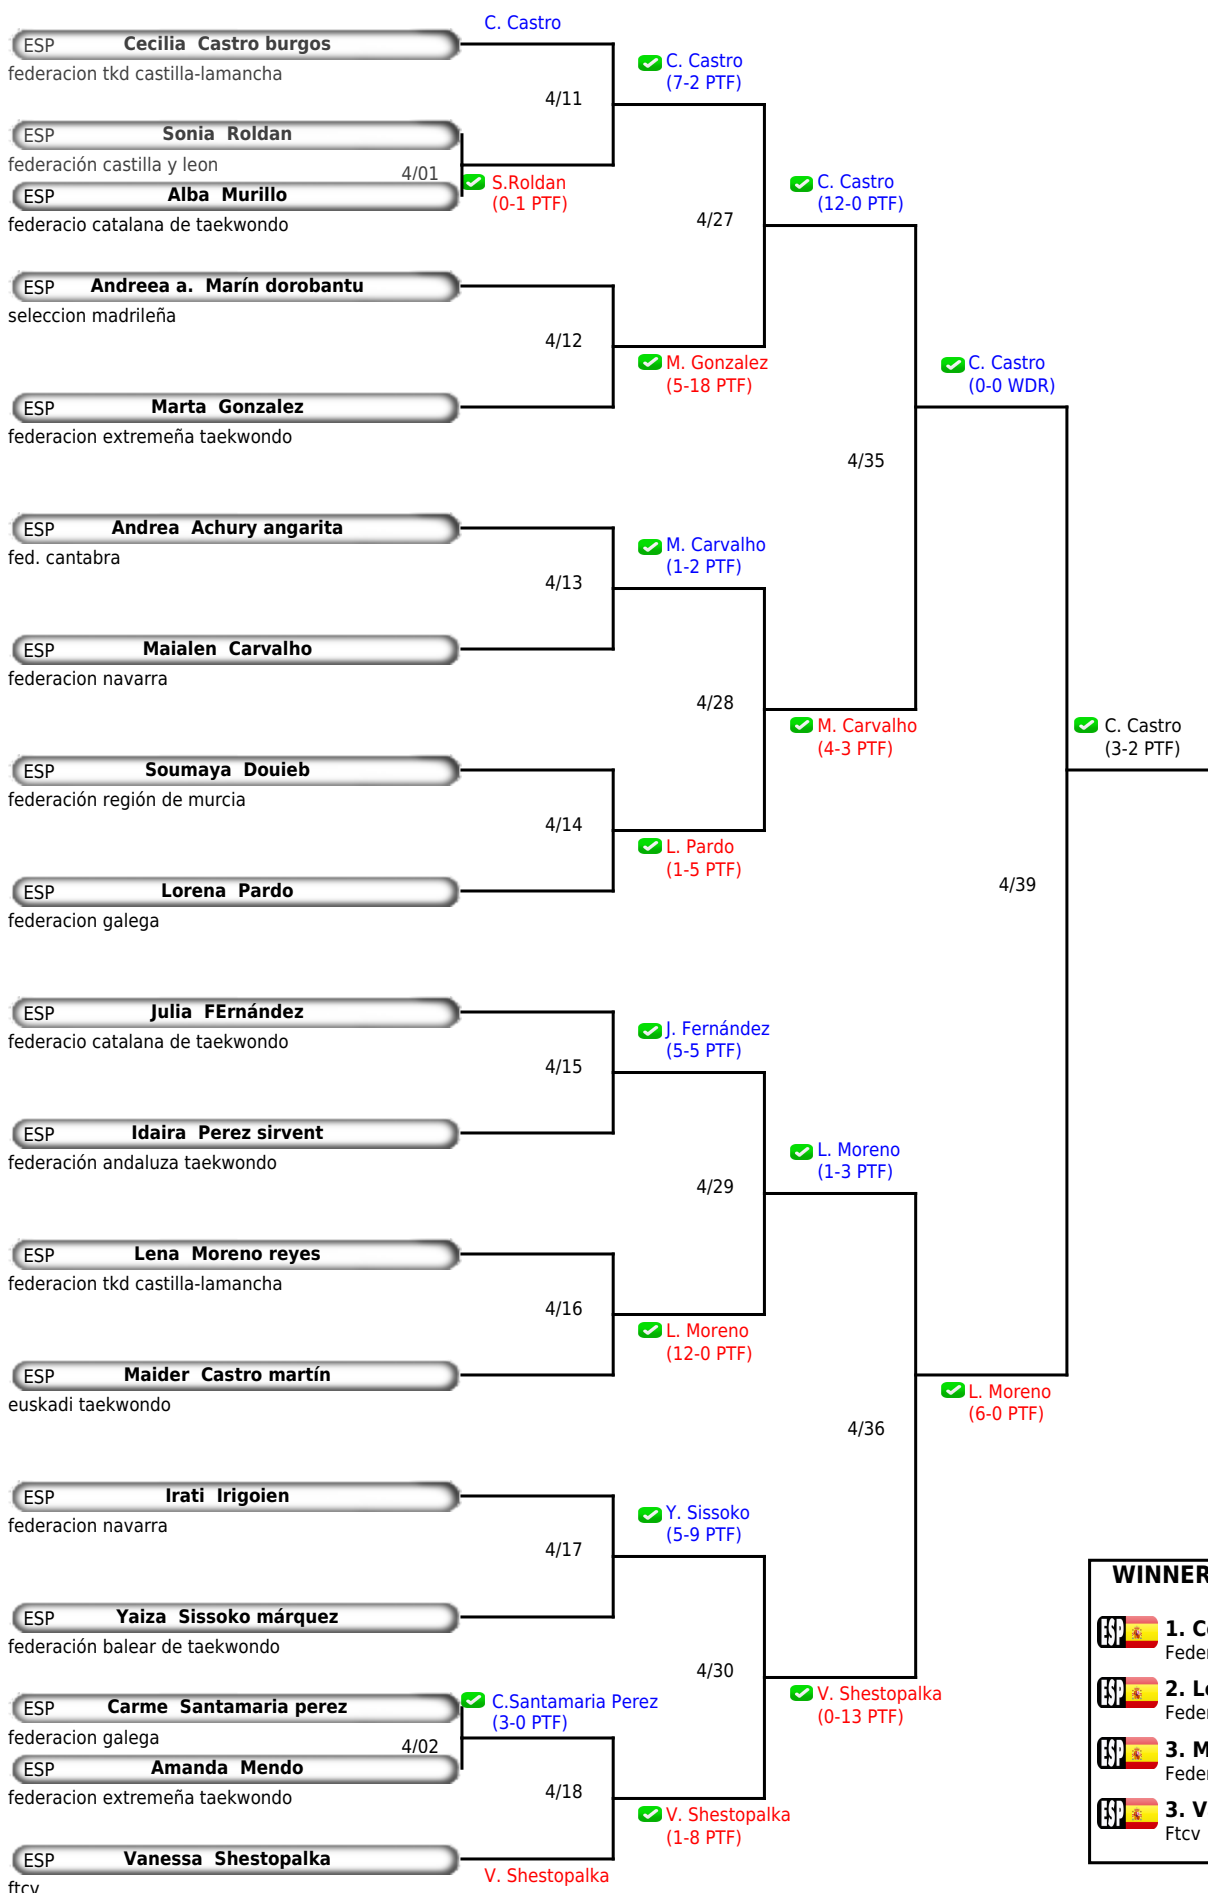 C. Castro
ESP Cecilia Castro burgos
federacion tkd castilla-lamancha
C. Castro
(7-2 PTF)
4/11
ESP Sonia Roldan
federación castilla y leon
4/01
S.Roldan
(0-1 PTF)
ESP Alba Murillo
federacio catalana de taekwondo
C. Castro
(12-0 PTF)
4/27
ESP Andreea a. Marín dorobantu
seleccion madrileña
4/12
M. Gonzalez
(5-18 PTF)
C. Castro
(0-0 WDR)
ESP Marta Gonzalez
federacion extremeña taekwondo
4/35
ESP Andrea Achury angarita
fed. cantabra
M. Carvalho
(1-2 PTF)
4/13
ESP Maialen Carvalho
federacion navarra
4/28
M. Carvalho
(4-3 PTF)
C. Castro
(3-2 PTF)
ESP Soumaya Douieb
federación región de murcia
4/14
L. Pardo
(1-5 PTF)
ESP Lorena Pardo
federacion galega
4/39
ESP Julia FErnández
federacio catalana de taekwondo
J. Fernández
(5-5 PTF)
4/15
ESP Idaira Perez sirvent
federación andaluza taekwondo
L. Moreno
(1-3 PTF)
4/29
ESP Lena Moreno reyes
federacion tkd castilla-lamancha
4/16
L. Moreno
(12-0 PTF)
ESP Maider Castro martín
euskadi taekwondo
L. Moreno
(6-0 PTF)
4/36
ESP Irati Irigoien
federacion navarra
Y. Sissoko
(5-9 PTF)
4/17
ESP Yaiza Sissoko márquez
federación balear de taekwondo
4/30
V. Shestopalka
(0-13 PTF)
ESP Carme Santamaria perez
federacion galega
C.Santamaria Perez
(3-0 PTF)
4/02
ESP Amanda Mendo
federacion extremeña taekwondo
4/18
V. Shestopalka
(1-8 PTF)
ESP Vanessa Shestopalka
ftcv
V. Shestopalka
WINNER
ESP 1. C
Feder
ESP 2. L
Feder
ESP 3. M
Feder
ESP 3. V
Ftcv